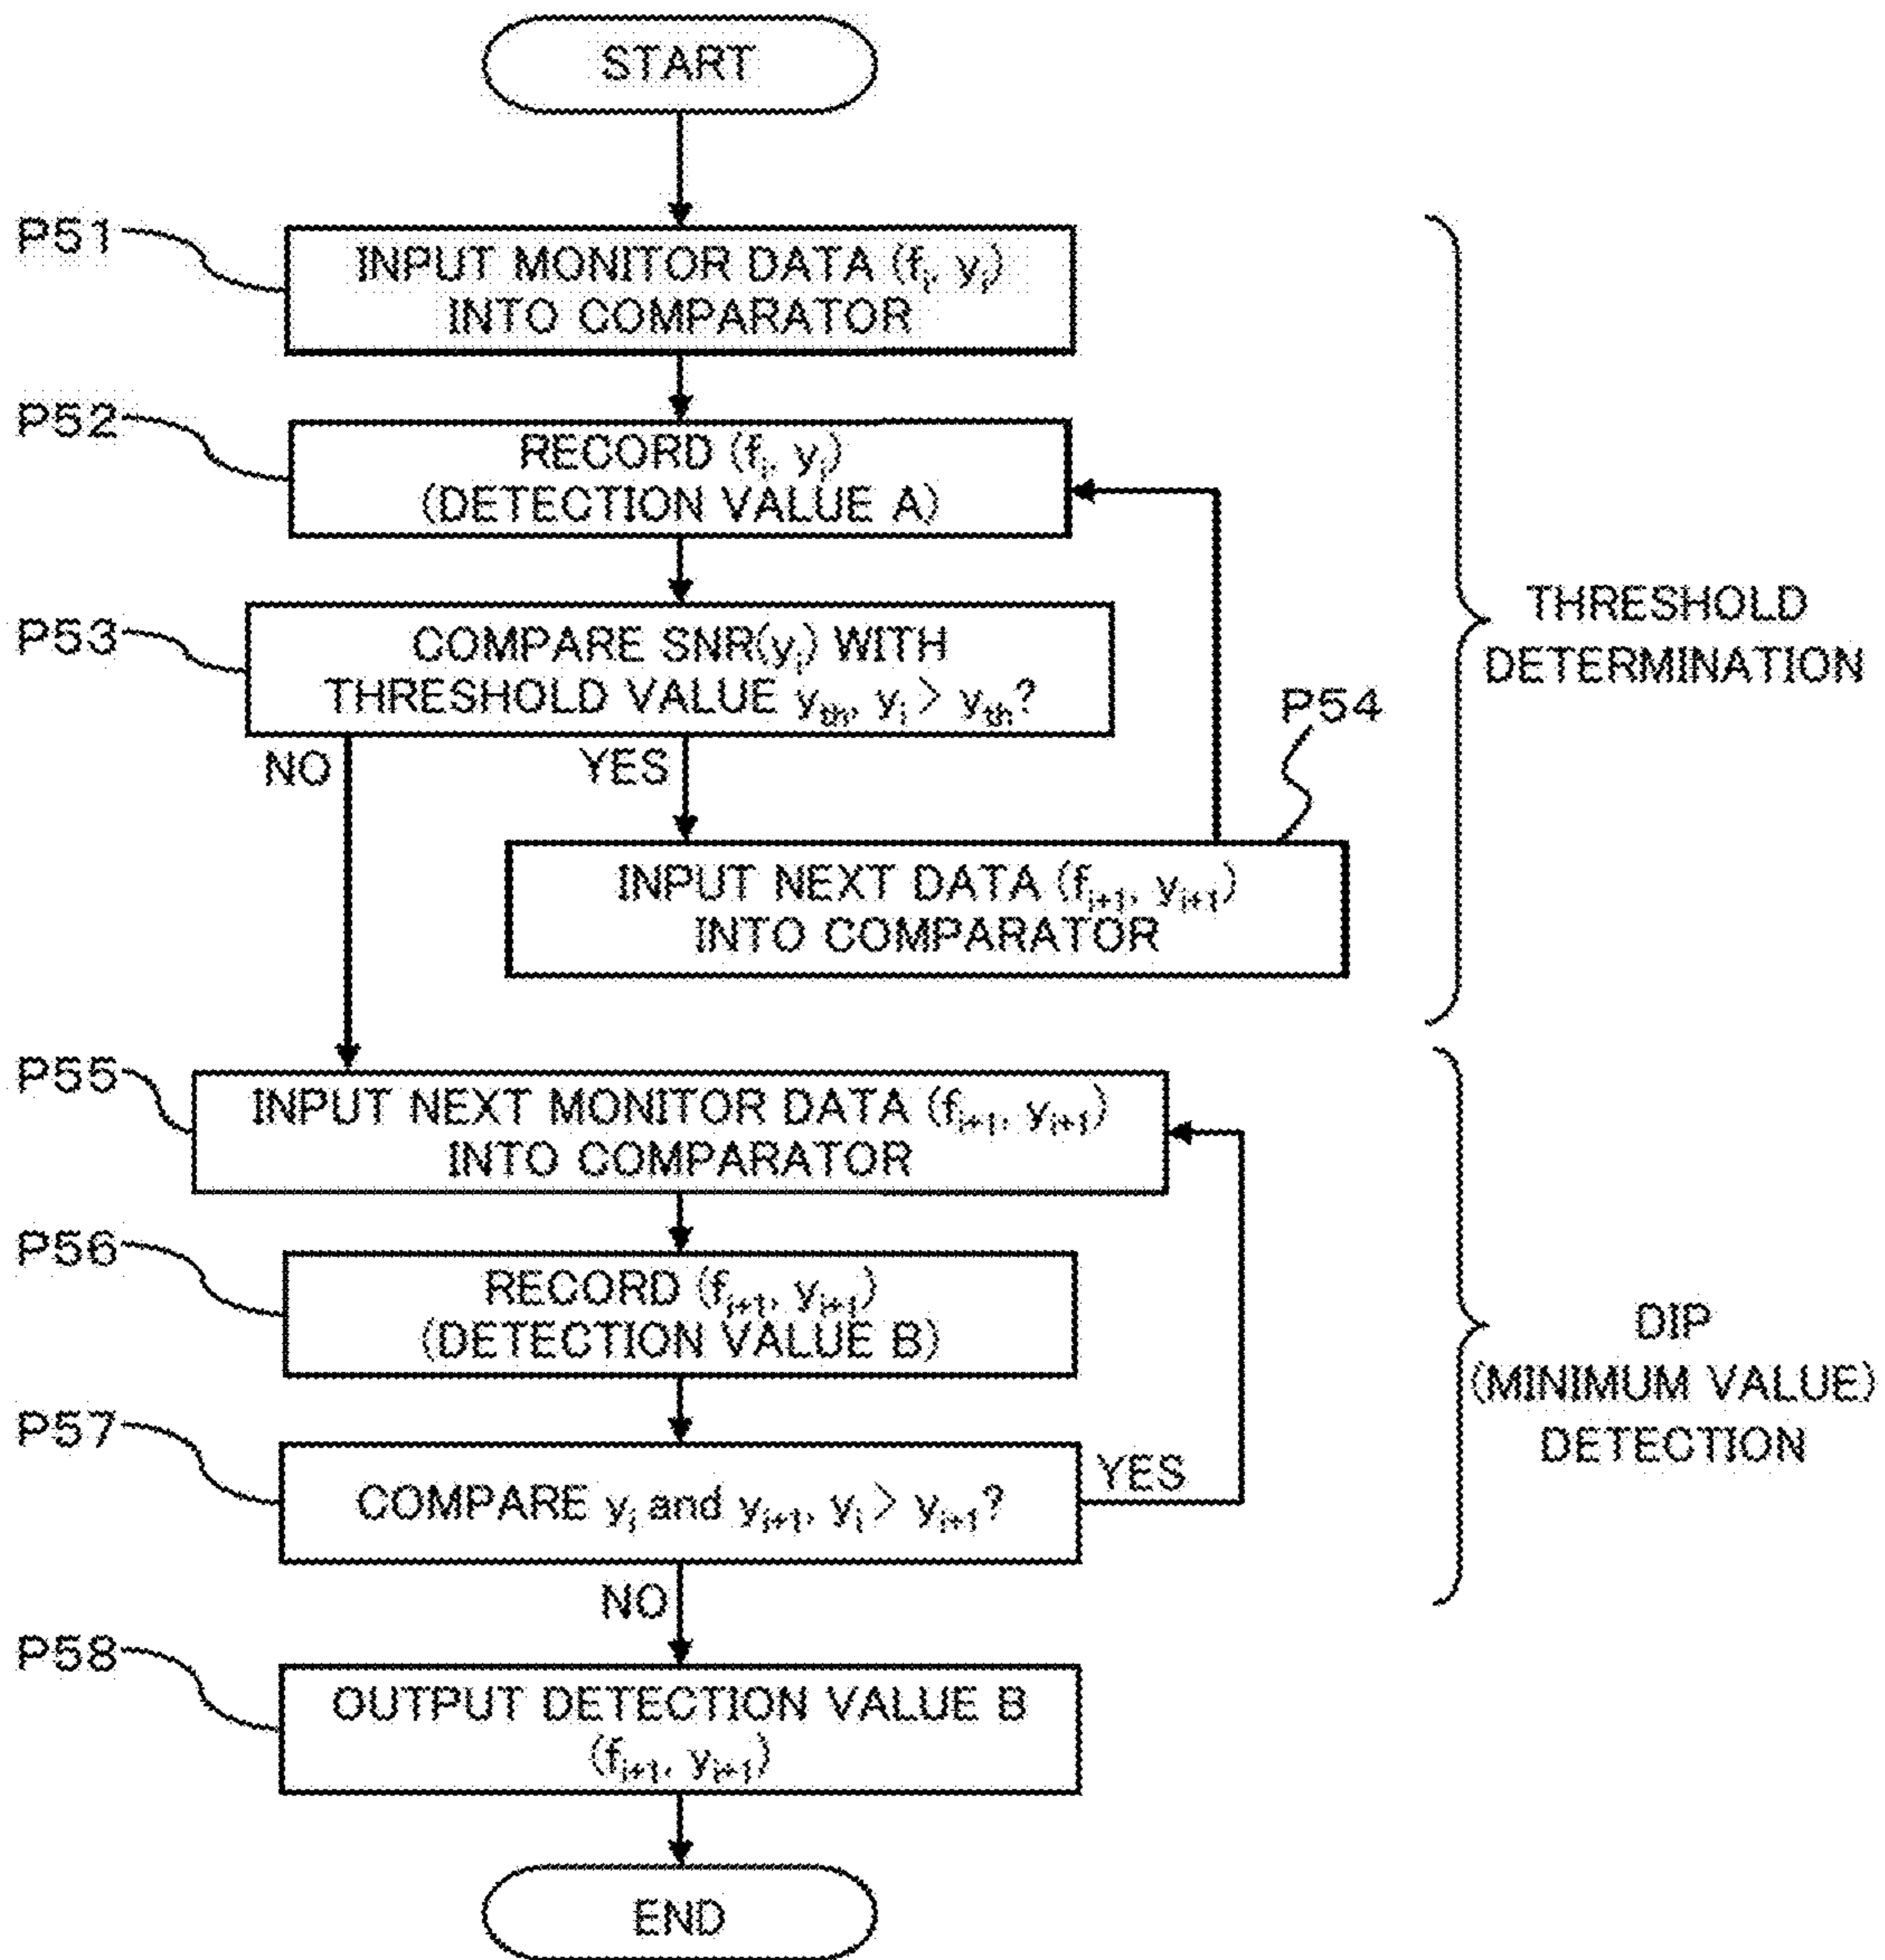 START
P51
INPUT MONITOR DATA (fᵢ, yᵢ)
INTO COMPARATOR
P52
RECORD (fᵢ, yᵢ)
(DETECTION VALUE A)
P53
COMPARE SNR(yᵢ) WITH
THRESHOLD VALUE y_th, yᵢ > y_th?
NO
YES
P54
INPUT NEXT DATA (fᵢ₊₁, yᵢ₊₁)
INTO COMPARATOR
THRESHOLD
DETERMINATION
P55
INPUT NEXT MONITOR DATA (fᵢ₊₁, yᵢ₊₁)
INTO COMPARATOR
P56
RECORD (fᵢ₊₁, yᵢ₊₁)
(DETECTION VALUE B)
P57
COMPARE yᵢ and yᵢ₊₁, yᵢ > yᵢ₊₁?
YES
NO
DIP
(MINIMUM VALUE)
DETECTION
P58
OUTPUT DETECTION VALUE B
(fᵢ₊₁, yᵢ₊₁)
END